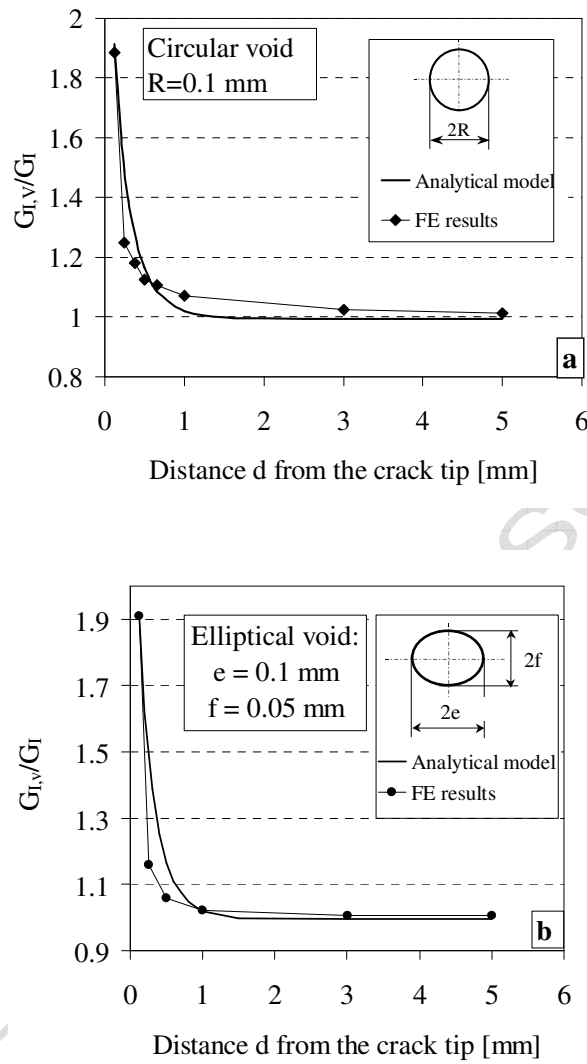 2
1.8
1.6
1.4
1.2
1
0.8
G_I,V/G_I
Circular void
R=0.1 mm
2R
Analytical model
FE results
a
0 1 2 3 4 5 6
Distance d from the crack tip [mm]
1.9
1.7
1.5
1.3
1.1
0.9
G_I,v/G_I
Elliptical void:
e = 0.1 mm
f = 0.05 mm
2f
2e
Analytical model
FE results
b
0 1 2 3 4 5 6
Distance d from the crack tip [mm]